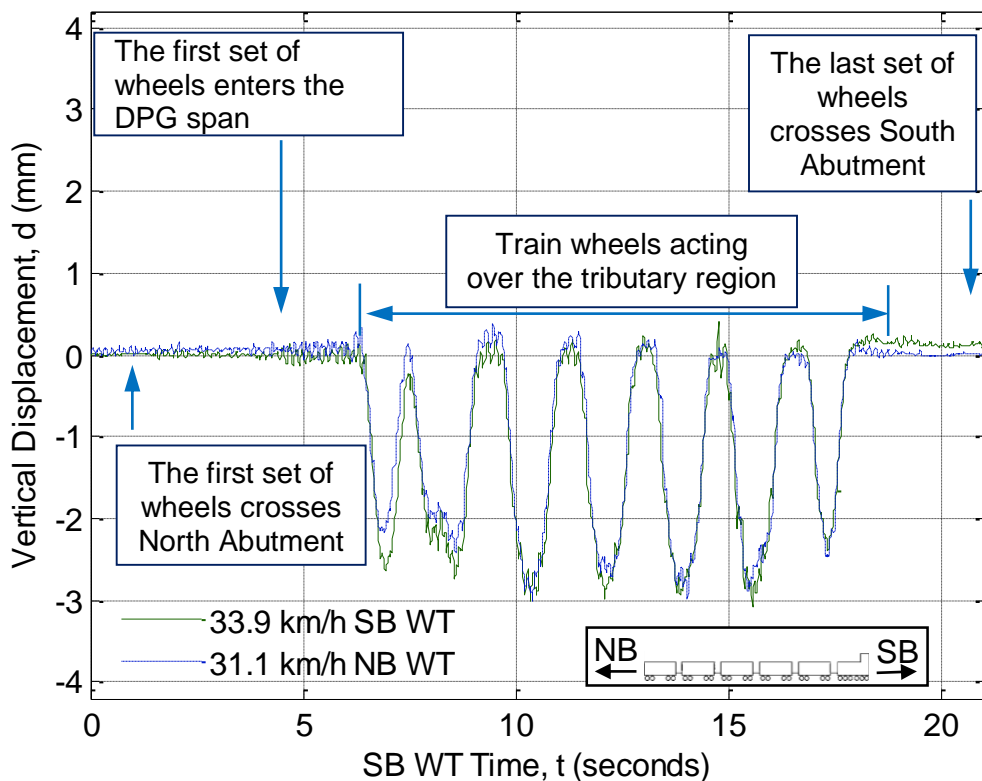 The first set of
wheels enters the
DPG span
The last set of
wheels
crosses South
Abutment
Train wheels acting
over the tributary region
The first set of
wheels crosses
North Abutment
4
3
2
1
0
-1
-2
-3
-4
Vertical Displacement, d (mm)
33.9 km/h SB WT
31.1 km/h NB WT
NB
SB
0
5
10
15
20
SB WT Time, t (seconds)